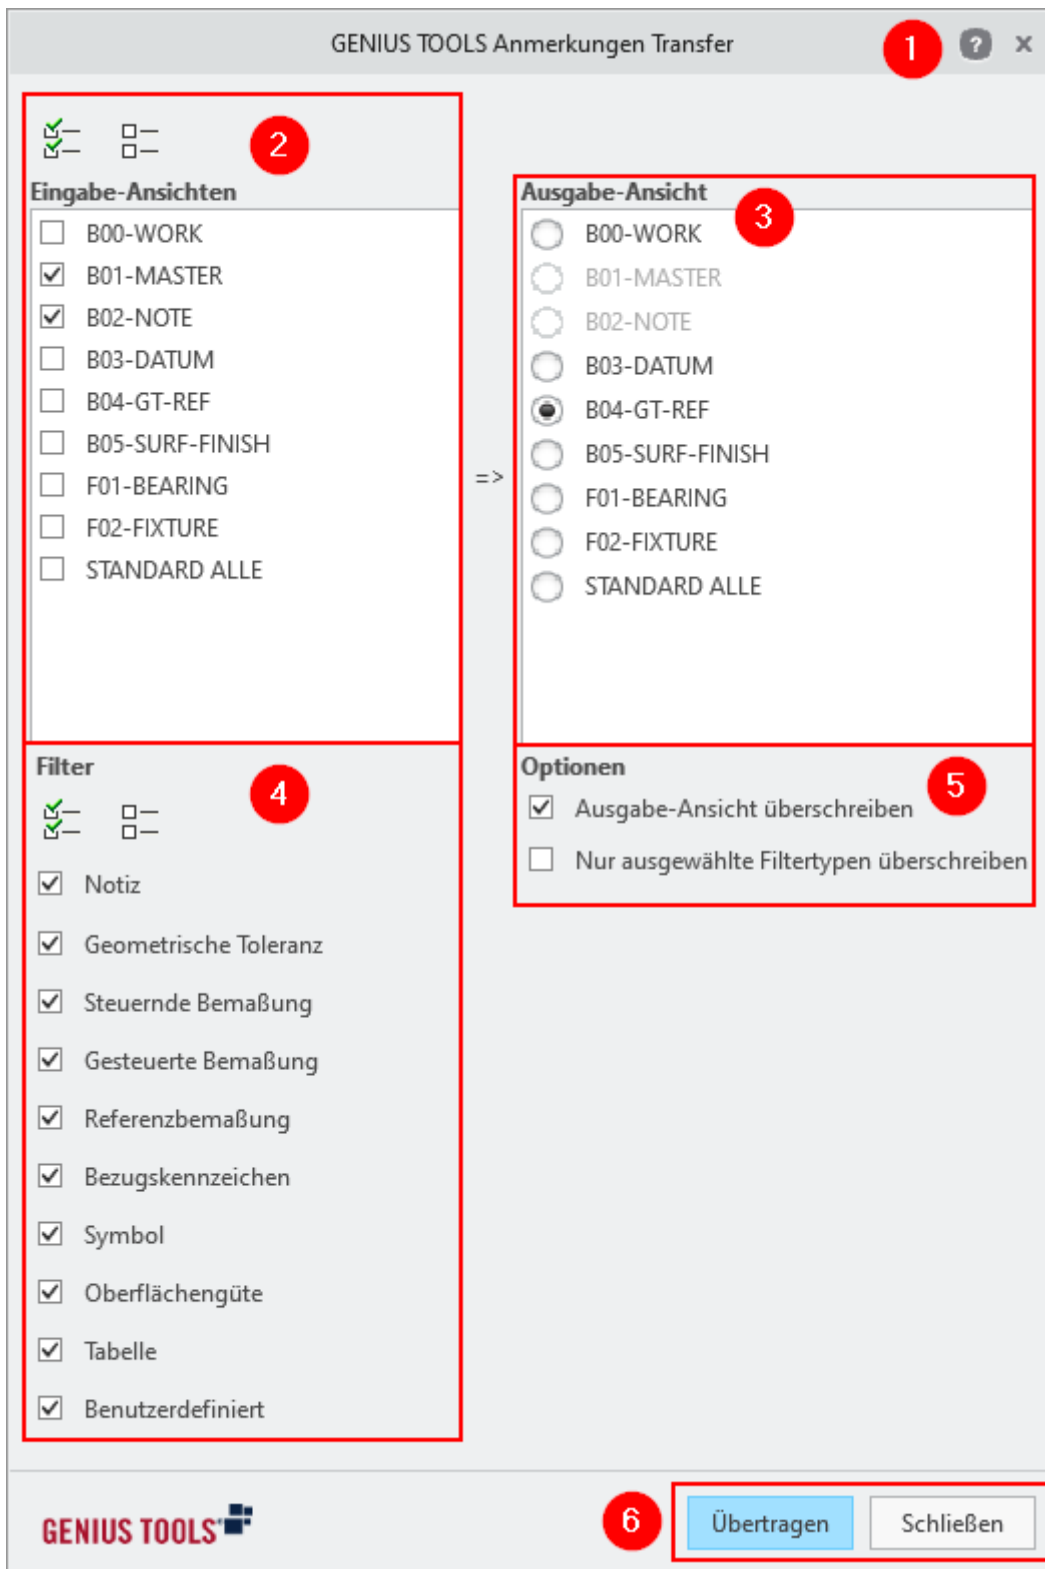 GENIUS TOOLS Anmerkungen Transfer
1
?
2
Eingabe-Ansichten
B00-WORK
B01-MASTER
B02-NOTE
B03-DATUM
B04-GT-REF
B05-SURF-FINISH
F01-BEARING
F02-FIXTURE
STANDARD ALLE
=>
Ausgabe-Ansicht
3
B00-WORK
B01-MASTER
B02-NOTE
B03-DATUM
B04-GT-REF
B05-SURF-FINISH
F01-BEARING
F02-FIXTURE
STANDARD ALLE
Filter
4
Notiz
Geometrische Toleranz
Steuernde Bemaßung
Gesteuerte Bemaßung
Referenzbemaßung
Bezugskennzeichen
Symbol
Oberflächengüte
Tabelle
Benutzerdefiniert
Optionen
5
Ausgabe-Ansicht überschreiben
Nur ausgewählte Filtertypen überschreiben
GENIUS TOOLS
6
Übertragen
Schließen